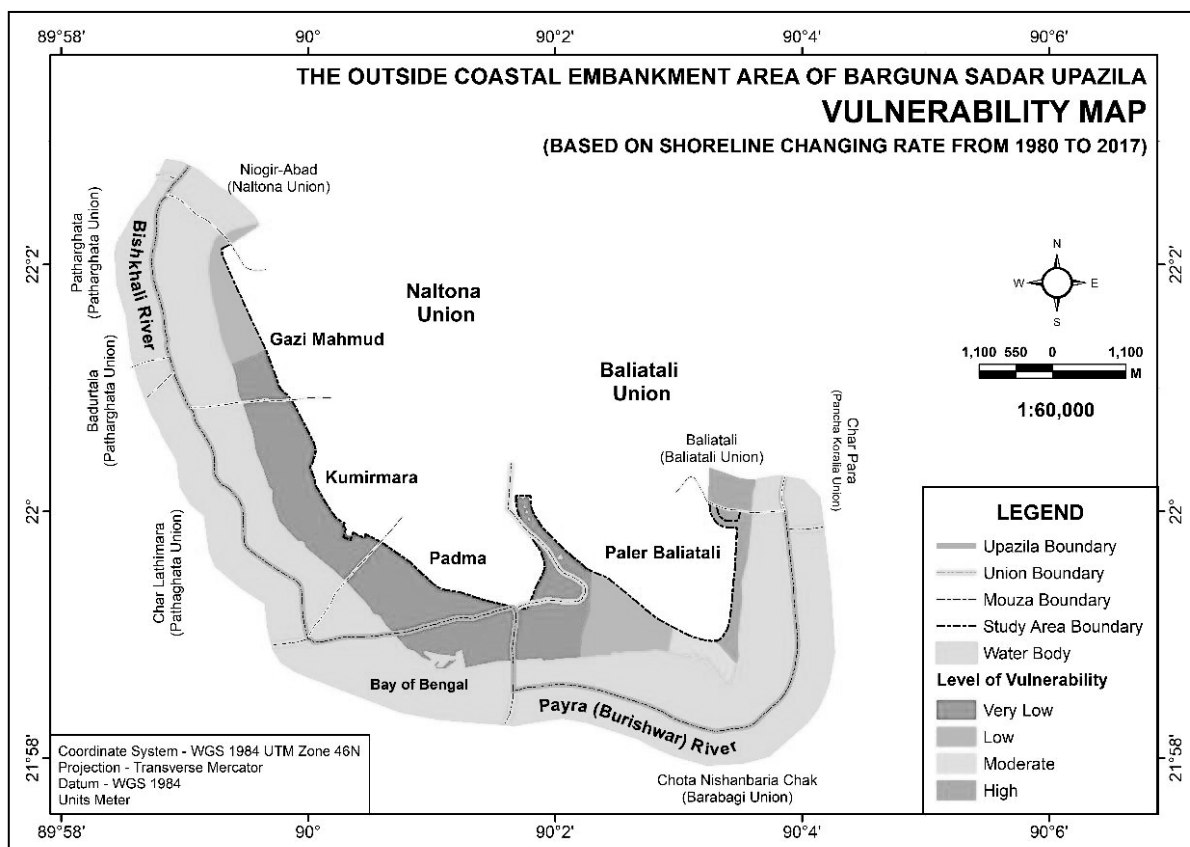 89°58'
90°
90°2'
90°4'
90°6'
THE OUTSIDE COASTAL EMBANKMENT AREA OF BARGUNA SADAR UPAZILA
VULNERABILITY MAP
(BASED ON SHORELINE CHANGING RATE FROM 1980 TO 2017)
Niogir-Abad
(Naltona Union)
Patharghata
(Patharghata Union)
Bishkhali River
22°2'
22°2'
N
W
E
S
Naltona
Union
Gazi Mahmud
Badurtala
(Patharghata Union)
Baliatali
Union
1,100 550 0 1,100
M
1:60,000
Char Para
(Pancha Koralia Union)
Baliatali
(Baliatali Union)
Kumirmara
22°
22°
Char Lathimara
(Pathaghata Union)
Padma
Paler Baliatali
Bay of Bengal
Payra (Burishwar) River
LEGEND
Upazila Boundary
Union Boundary
Mouza Boundary
Study Area Boundary
Water Body
Level of Vulnerability
Very Low
Low
Moderate
High
21°58'
21°58'
Coordinate System - WGS 1984 UTM Zone 46N
Projection - Transverse Mercator
Datum - WGS 1984
Units Meter
Chota Nishanbaria Chak
(Barabagi Union)
89°58'
90°
90°2'
90°4'
90°6'